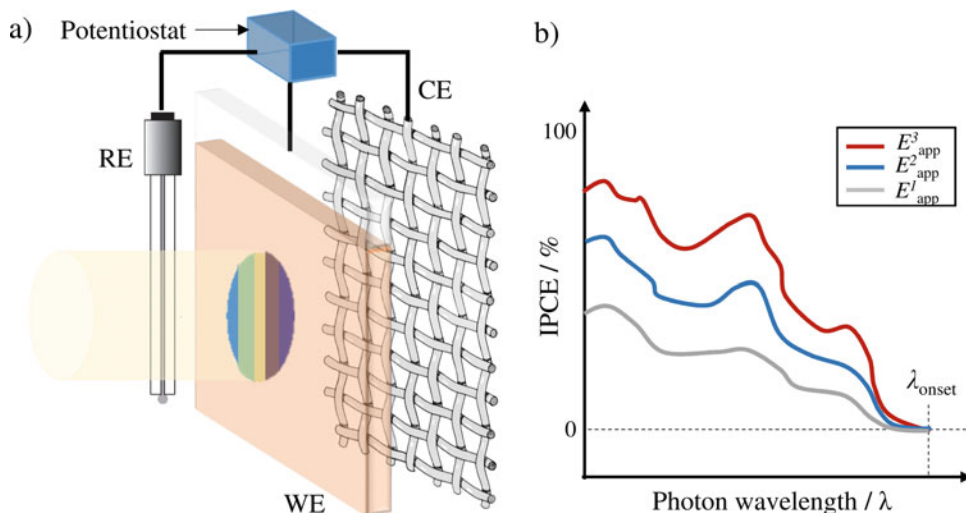 a)
Potentiostat
CE
RE
WE
b)
100
E³app
E²app
E¹app
IPCE / %
λonset
0
Photon wavelength / λ